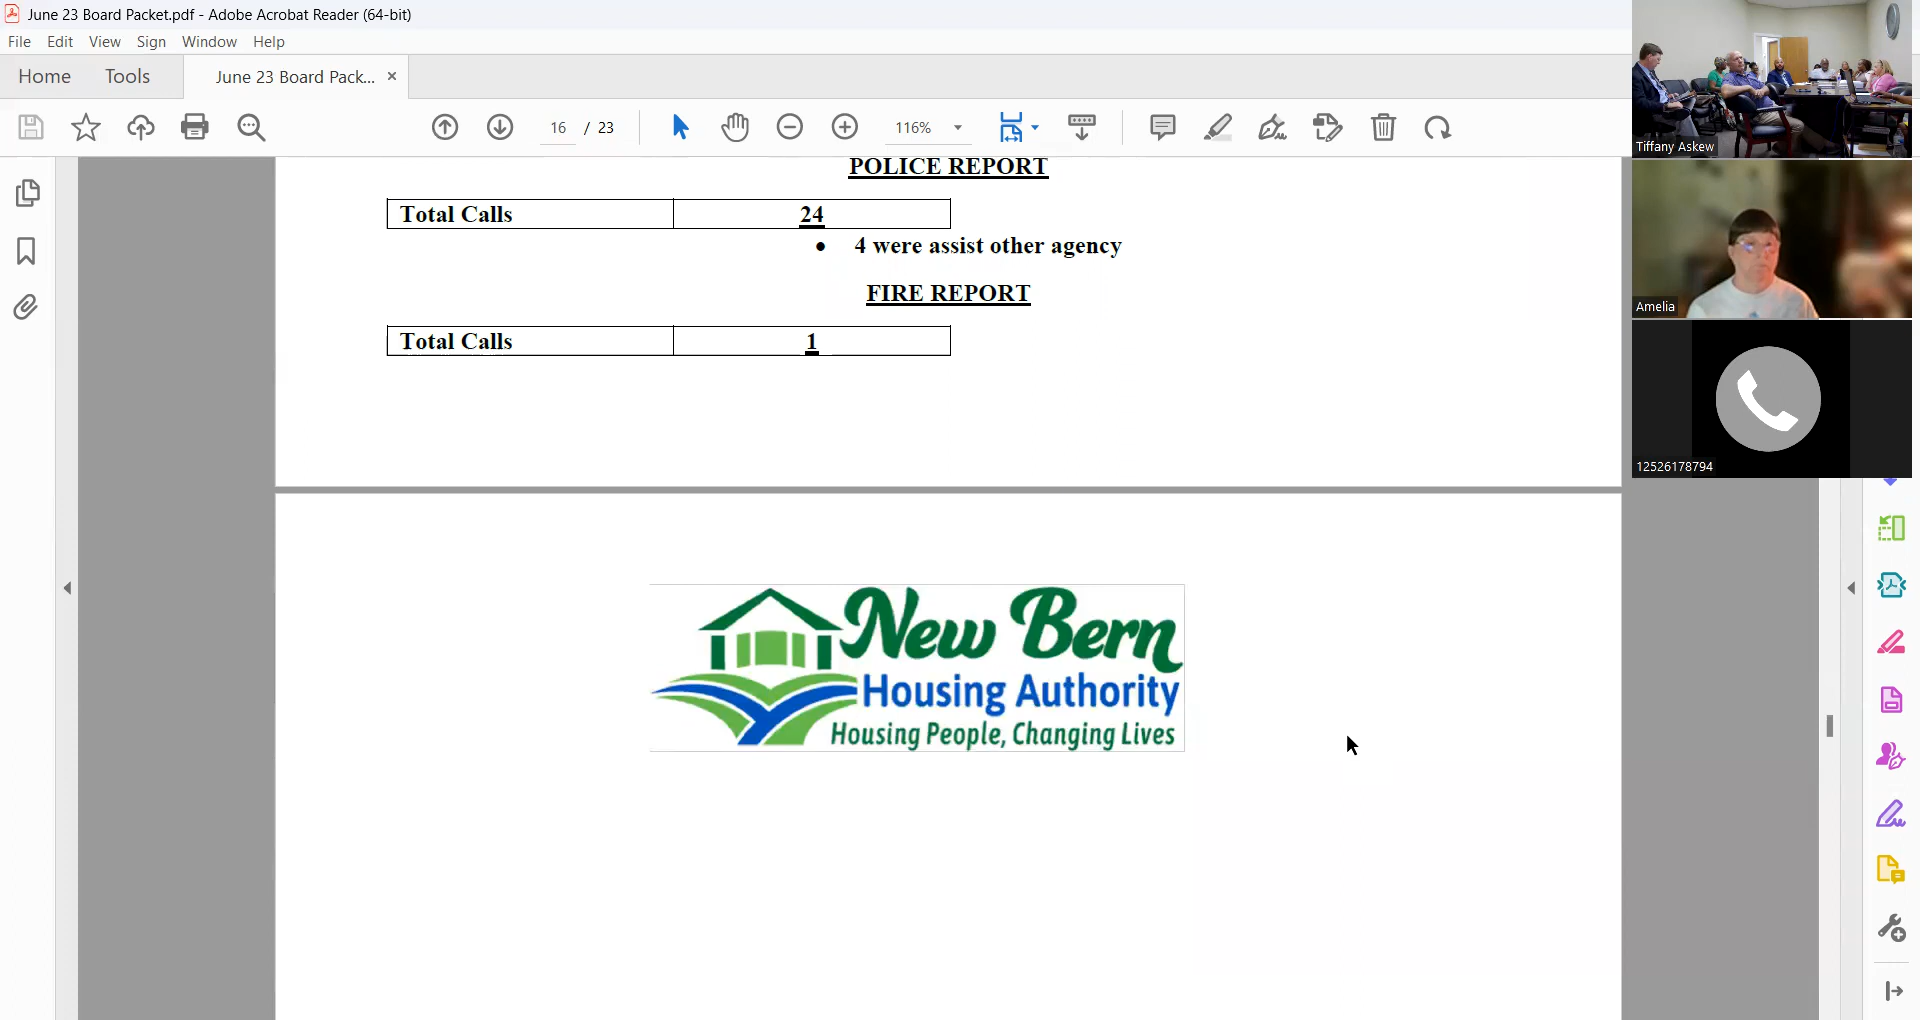 June 23 Board Packet.pdf - Adobe Acrobat Reader (64-bit)
File Edit View Sign Window Help
Home Tools June 23 Board Pack... ×
16 / 23 116%
POLICE REPORT
Total Calls 24
• 4 were assist other agency
FIRE REPORT
Total Calls 1
New Bern
Housing Authority
Housing People, Changing Lives
Tiffany Askew
Amelia
12526178794